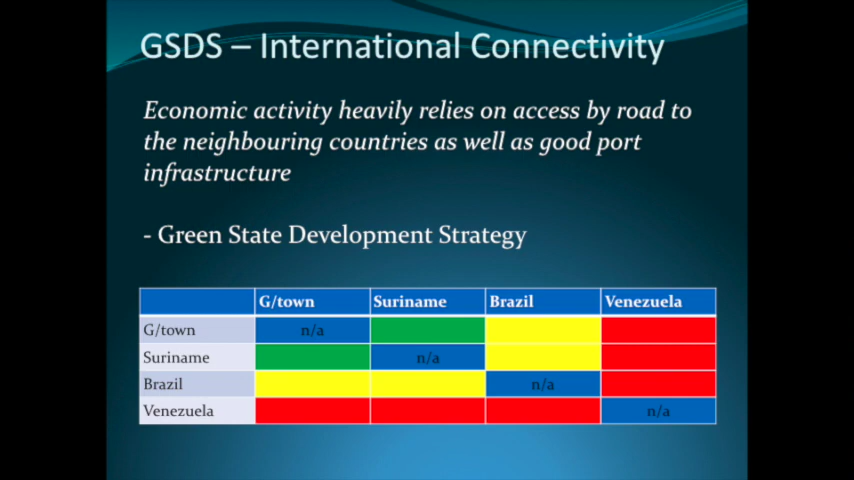 GSDS – International Connectivity
Economic activity heavily relies on access by road to
the neighbouring countries as well as good port
infrastructure
- Green State Development Strategy
G/town Suriname Brazil Venezuela
G/town n/a
Suriname n/a
Brazil n/a
Venezuela n/a